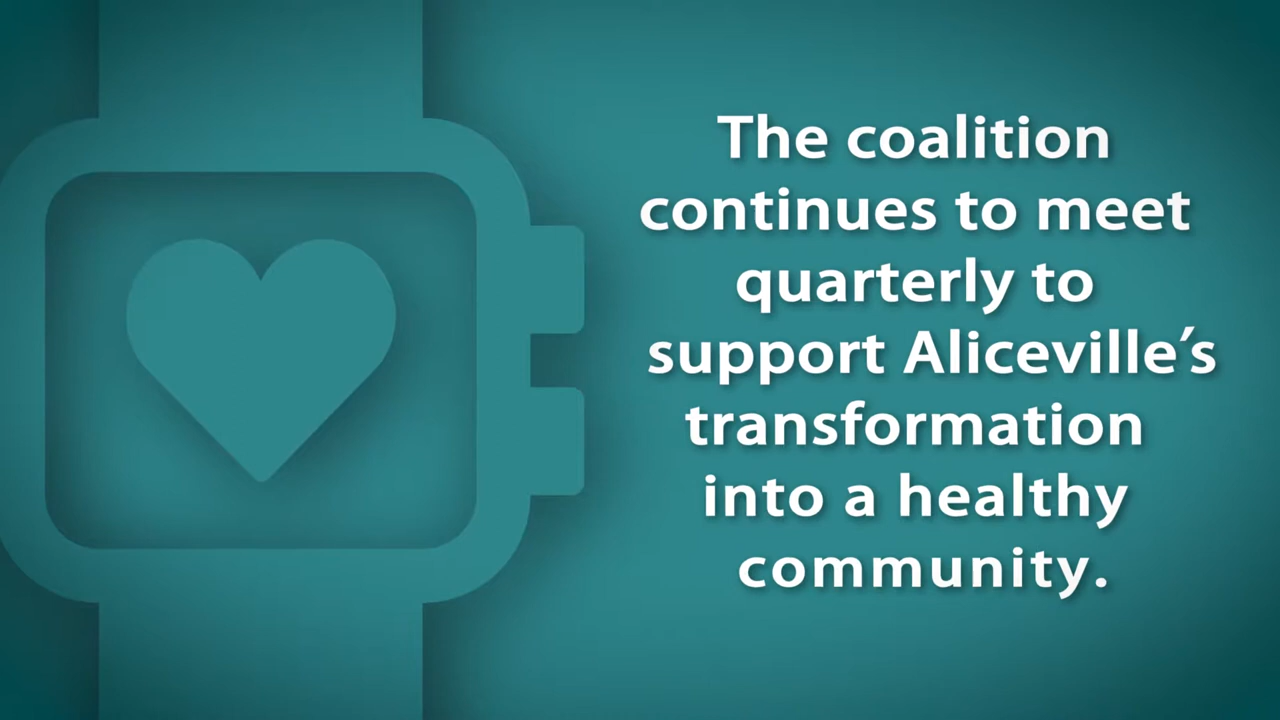 The coalition
continues to meet
quarterly to
support Aliceville’s
transformation
into a healthy
community.